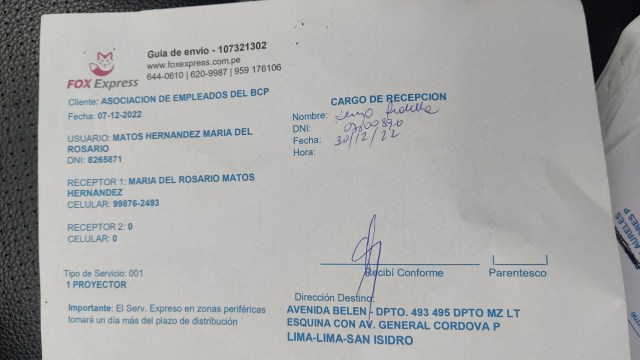 FOX Express
Guía de envío - 107321302
www.foxexpress.com.pe
644-0610 | 620-9987 | 959 176106
Cliente: ASOCIACION DE EMPLEADOS DEL BCP
Fecha: 07-12-2022
USUARIO: MATOS HERNANDEZ MARIA DEL
ROSARIO
DNI: 8265871
RECEPTOR 1: MARIA DEL ROSARIO MATOS
HERNANDEZ
CELULAR: 99876-2493
RECEPTOR 2: 0
CELULAR: 0
Tipo de Servicio: 001
1 PROYECTOR
Importante: El Serv. Expreso en zonas periféricas
tomará un día más del plazo de distribución
CARGO DE RECEPCION
Nombre:
DNI:
Fecha: 30/12/22
Hora:
Recibí Conforme
Parentesco
Dirección Destino:
AVENIDA BELEN - DPTO. 493 495 DPTO MZ LT
ESQUINA CON AV. GENERAL CORDOVA P
LIMA-LIMA-SAN ISIDRO